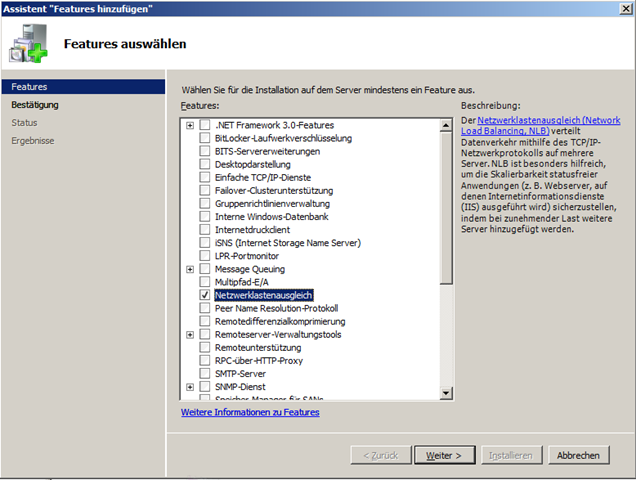 Assistent "Features hinzufügen"
Features auswählen
Features
Bestätigung
Status
Ergebnisse
Wählen Sie für die Installation auf dem Server mindestens ein Feature aus.
Features:
.NET Framework 3.0-Features
BitLocker-Laufwerkverschlüsselung
BITS-Servererweiterungen
Desktopdarstellung
Einfache TCP/IP-Dienste
Failover-Clusterunterstützung
Gruppenrichtlinienverwaltung
Interne Windows-Datenbank
Internetdruckclient
iSNS (Internet Storage Name Server)
LPR-Portmonitor
Message Queuing
Multipfad-E/A
Netzwerklastenausgleich
Peer Name Resolution-Protokoll
Remotedifferenzialkomprimierung
Remoteserver-Verwaltungstools
Remoteunterstützung
RPC-über-HTTP-Proxy
SMTP-Server
SNMP-Dienst
Speicher-Manager für SANs
Weitere Informationen zu Features
Beschreibung:
Der Netzwerklastenausgleich (Network
Load Balancing, NLB) verteilt
Datenverkehr mithilfe des TCP/IP-
Netzwerkprotokolls auf mehrere
Server. NLB ist besonders hilfreich,
um die Skalierbarkeit statusfreier
Anwendungen (z. B. Webserver, auf
denen Internetinformationsdienste
(IIS) ausgeführt wird) sicherzustellen,
indem bei zunehmender Last weitere
Server hinzugefügt werden.
< Zurück Weiter > Installieren Abbrechen